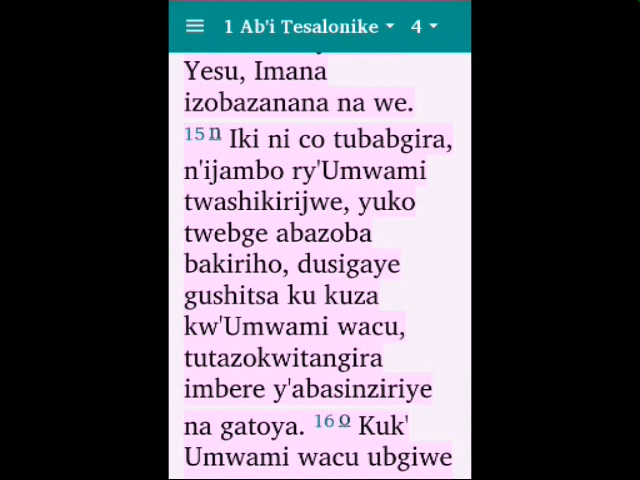 1 Ab'i Tesalonike 4
Yesu, Imana
izobazanana na we.
15 n Iki ni co tubabgira,
n'ijambo ry'Umwami
twashikirijwe, yuko
twebge abazoba
bakiriho, dusigaye
gushitsa ku kuza
kw'Umwami wacu,
tutazokwitangira
imbere y'abasinziriye
na gatoya. 16 o Kuk'
Umwami wacu ubgiwe